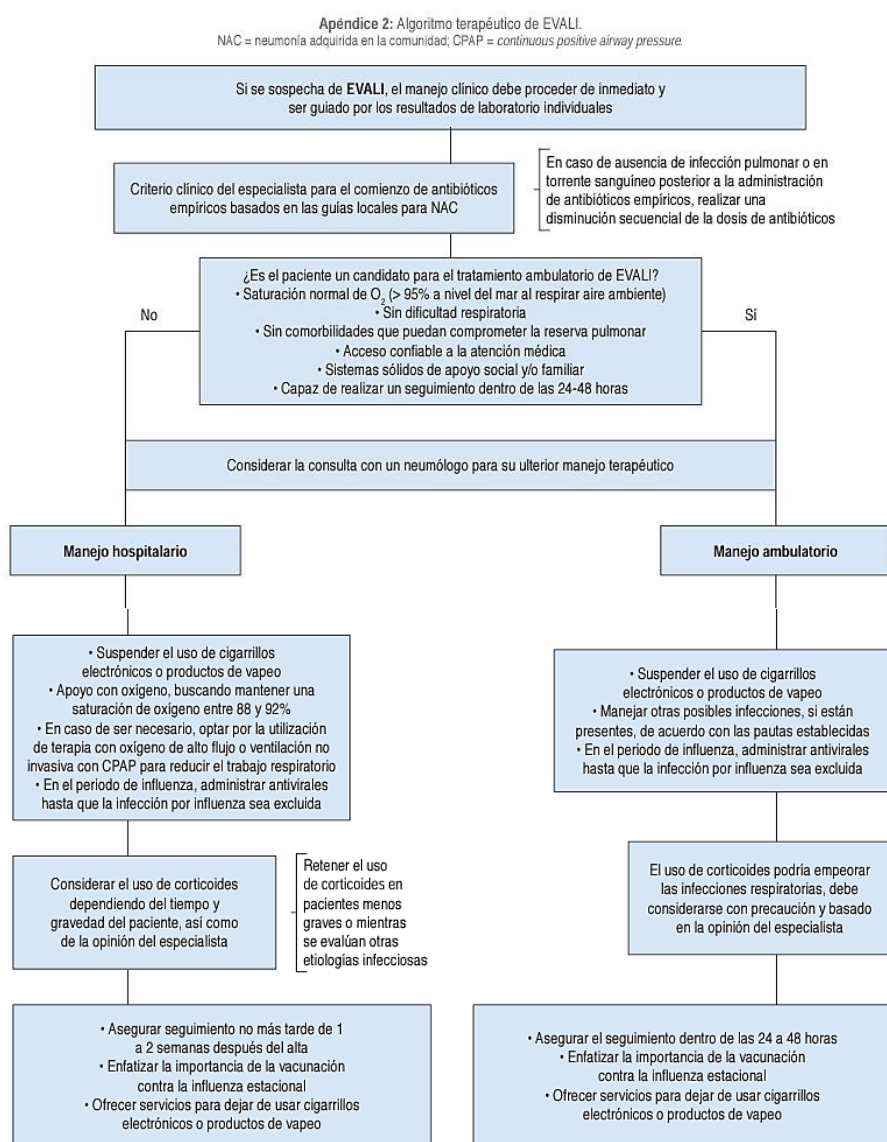 Apéndice 2: Algoritmo terapéutico de EVALI.
NAC = neumonía adquirida en la comunidad; CPAP = continuous positive airway pressure.
Si se sospecha de EVALI, el manejo clínico debe proceder de inmediato y
ser guiado por los resultados de laboratorio individuales
Criterio clínico del especialista para el comienzo de antibióticos
empíricos basados en las guías locales para NAC
En caso de ausencia de infección pulmonar o en
torrente sanguíneo posterior a la administración
de antibióticos empíricos, realizar una
disminución secuencial de la dosis de antibióticos
¿Es el paciente un candidato para el tratamiento ambulatorio de EVALI?
• Saturación normal de O2 (> 95% a nivel del mar al respirar aire ambiente)
• Sin dificultad respiratoria
• Sin comorbilidades que puedan comprometer la reserva pulmonar
• Acceso confiable a la atención médica
• Sistemas sólidos de apoyo social y/o familiar
• Capaz de realizar un seguimiento dentro de las 24-48 horas
No
Sí
Considerar la consulta con un neumólogo para su ulterior manejo terapéutico
Manejo hospitalario
• Suspender el uso de cigarrillos
electrónicos o productos de vapeo
• Apoyo con oxígeno, buscando mantener una
saturación de oxígeno entre 88 y 92%
• En caso de ser necesario, optar por la utilización
de terapia con oxígeno de alto flujo o ventilación no
invasiva con CPAP para reducir el trabajo respiratorio
• En el periodo de influenza, administrar antivirales
hasta que la infección por influenza sea excluida
Considerar el uso de corticoides
dependiendo del tiempo y
gravedad del paciente, así como
de la opinión del especialista
Retener el uso
de corticoides en
pacientes menos
graves o mientras
se evalúan otras
etiologías infecciosas
• Asegurar seguimiento no más tarde de 1
a 2 semanas después del alta
• Enfatizar la importancia de la vacunación
contra la influenza estacional
• Ofrecer servicios para dejar de usar cigarrillos
electrónicos o productos de vapeo
Manejo ambulatorio
• Suspender el uso de cigarrillos
electrónicos o productos de vapeo
• Manejar otras posibles infecciones, si están
presentes, de acuerdo con las pautas establecidas
• En el periodo de influenza, administrar antivirales
hasta que la infección por influenza sea excluida
El uso de corticoides podría empeorar
las infecciones respiratorias, debe
considerarse con precaución y basado
en la opinión del especialista
• Asegurar el seguimiento dentro de las 24 a 48 horas
• Enfatizar la importancia de la vacunación
contra la influenza estacional
• Ofrecer servicios para dejar de usar cigarrillos
electrónicos o productos de vapeo